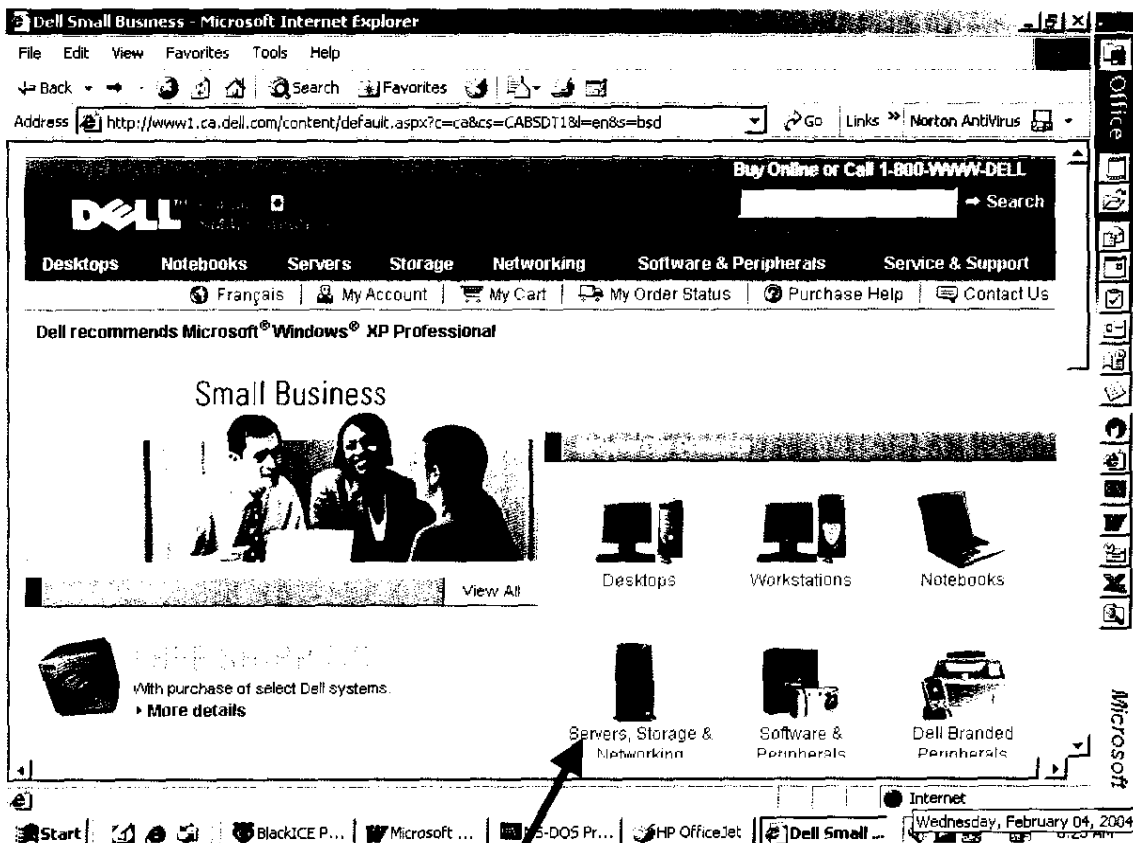 Dell Small Business - Microsoft Internet Explorer
File Edit View Favorites Tools Help
Back Search Favorites
Address http://www1.ca.dell.com/content/default.aspx?c=ca&cs=CABSDT1&l=en&s=bsd Go Links » Norton AntiVirus
Buy Online or Call 1-800-WWW-DELL
DELL™
Search
Desktops Notebooks Servers Storage Networking Software & Peripherals Service & Support
Français | My Account | My Cart | My Order Status | Purchase Help | Contact Us
Dell recommends Microsoft® Windows® XP Professional
Small Business
Desktops Workstations Notebooks
View All
FREE SHIPPING
With purchase of select Dell systems.
More details
Servers, Storage & Networking
Software & Peripherals
Dell Branded Peripherals
Internet
Start BlackICE P... Microsoft ... MS-DOS Pr... HP OfficeJet Dell Small ...
Wednesday, February 04, 2004
Office
Microsoft